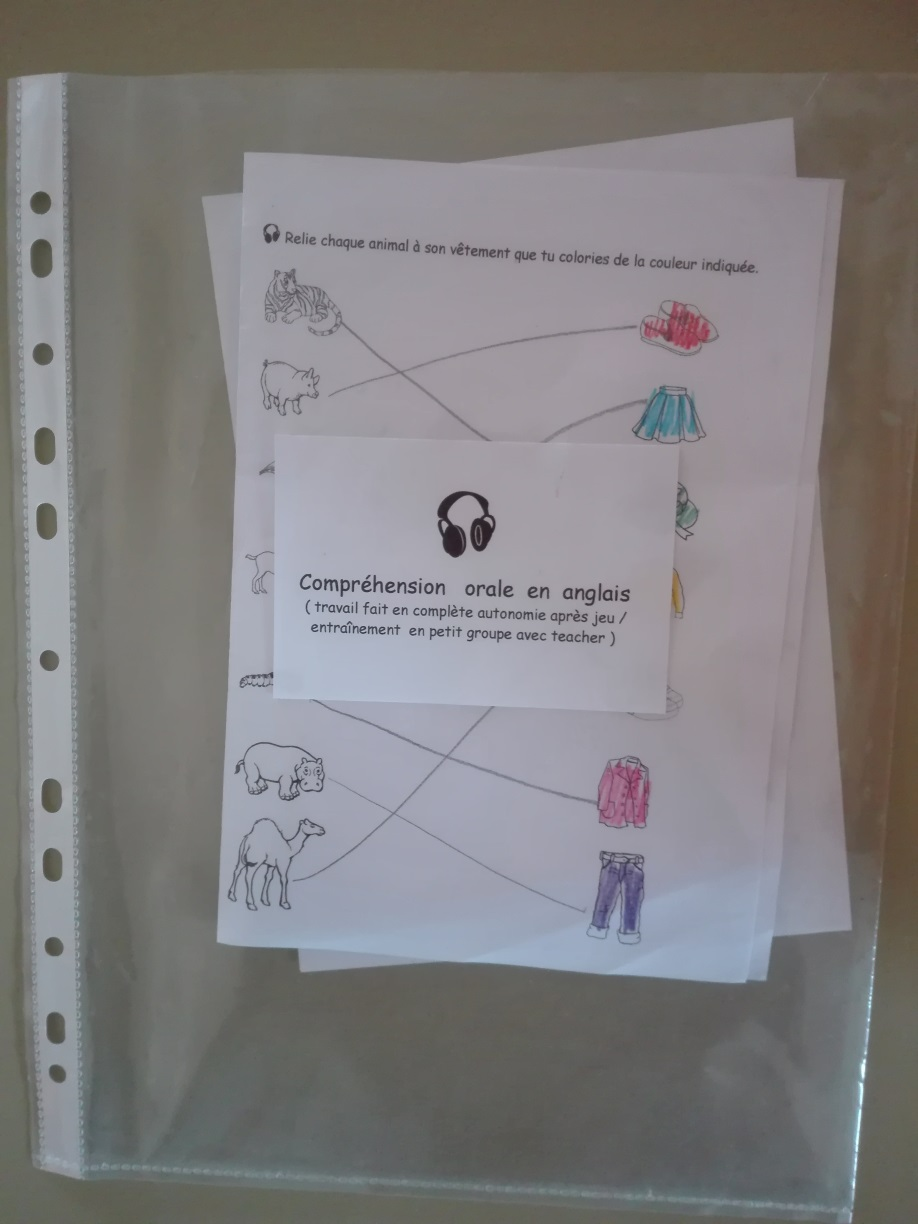 Relie chaque animal à son vêtement que tu colories de la couleur indiquée.
Compréhension orale en anglais
( travail fait en complète autonomie après jeu /
entraînement en petit groupe avec teacher )